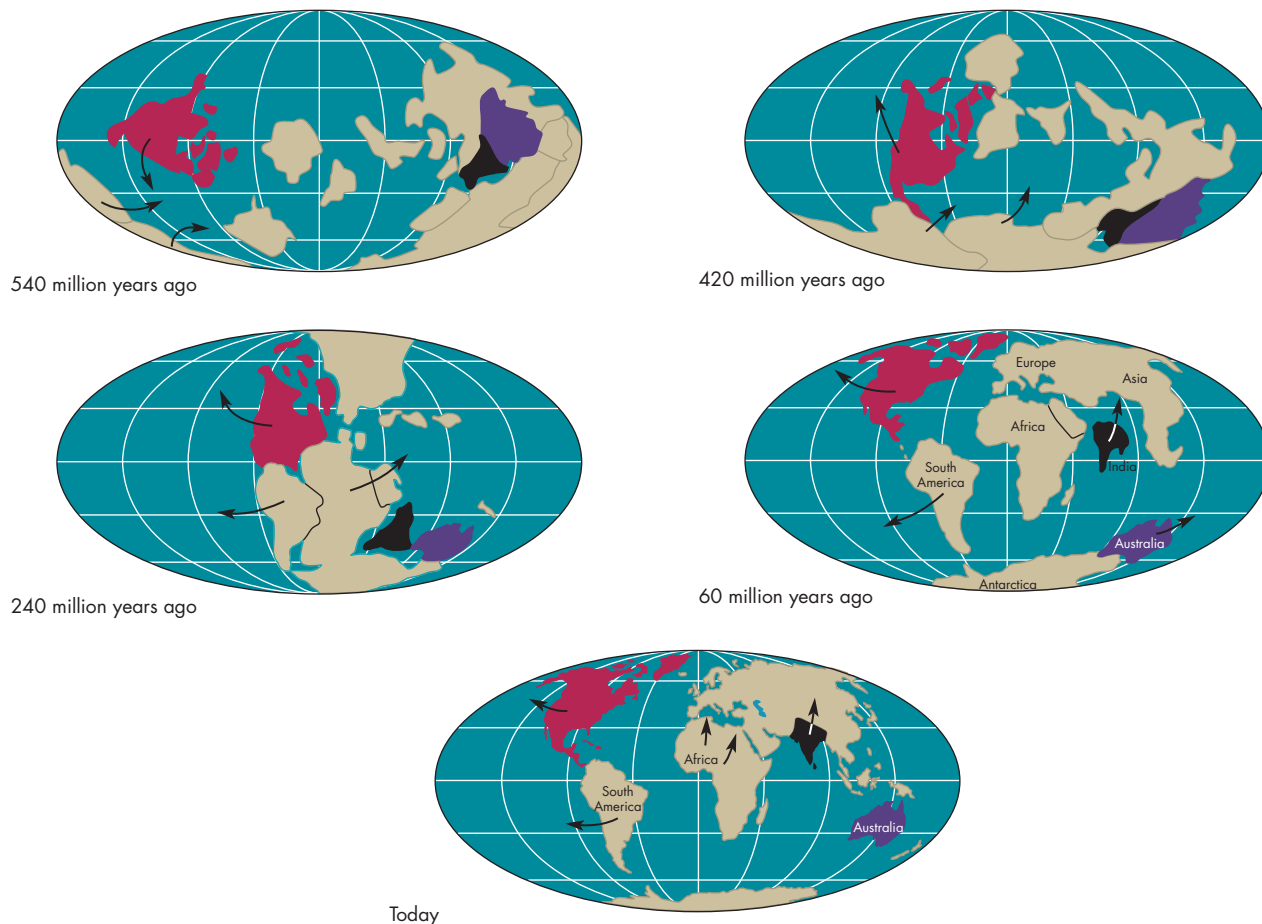 540 million years ago
420 million years ago
240 million years ago
Europe
Asia
Africa
India
South
America
Australia
Antarctica
60 million years ago
Africa
South
America
Australia
Today